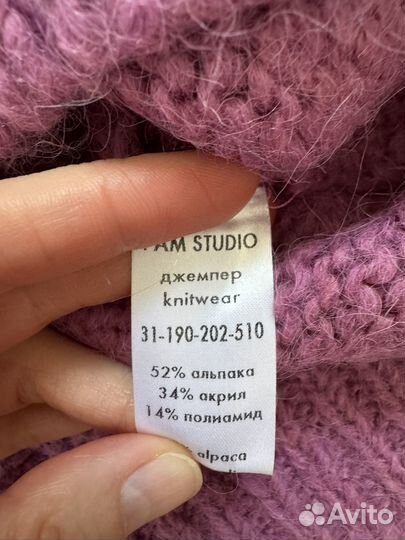 AM STUDIO
джемпер
knitwear
31-190-202-510
52% альпака
34% акрил
14% полиамид
alpaca
Avito